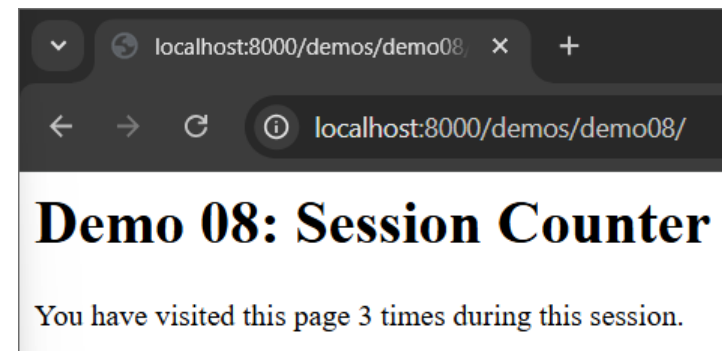 localhost:8000/demos/demo08/
localhost:8000/demos/demo08/
Demo 08: Session Counter
You have visited this page 3 times during this session.